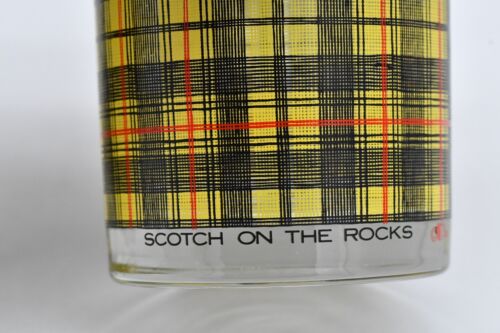 SCOTCH ON THE ROCKS